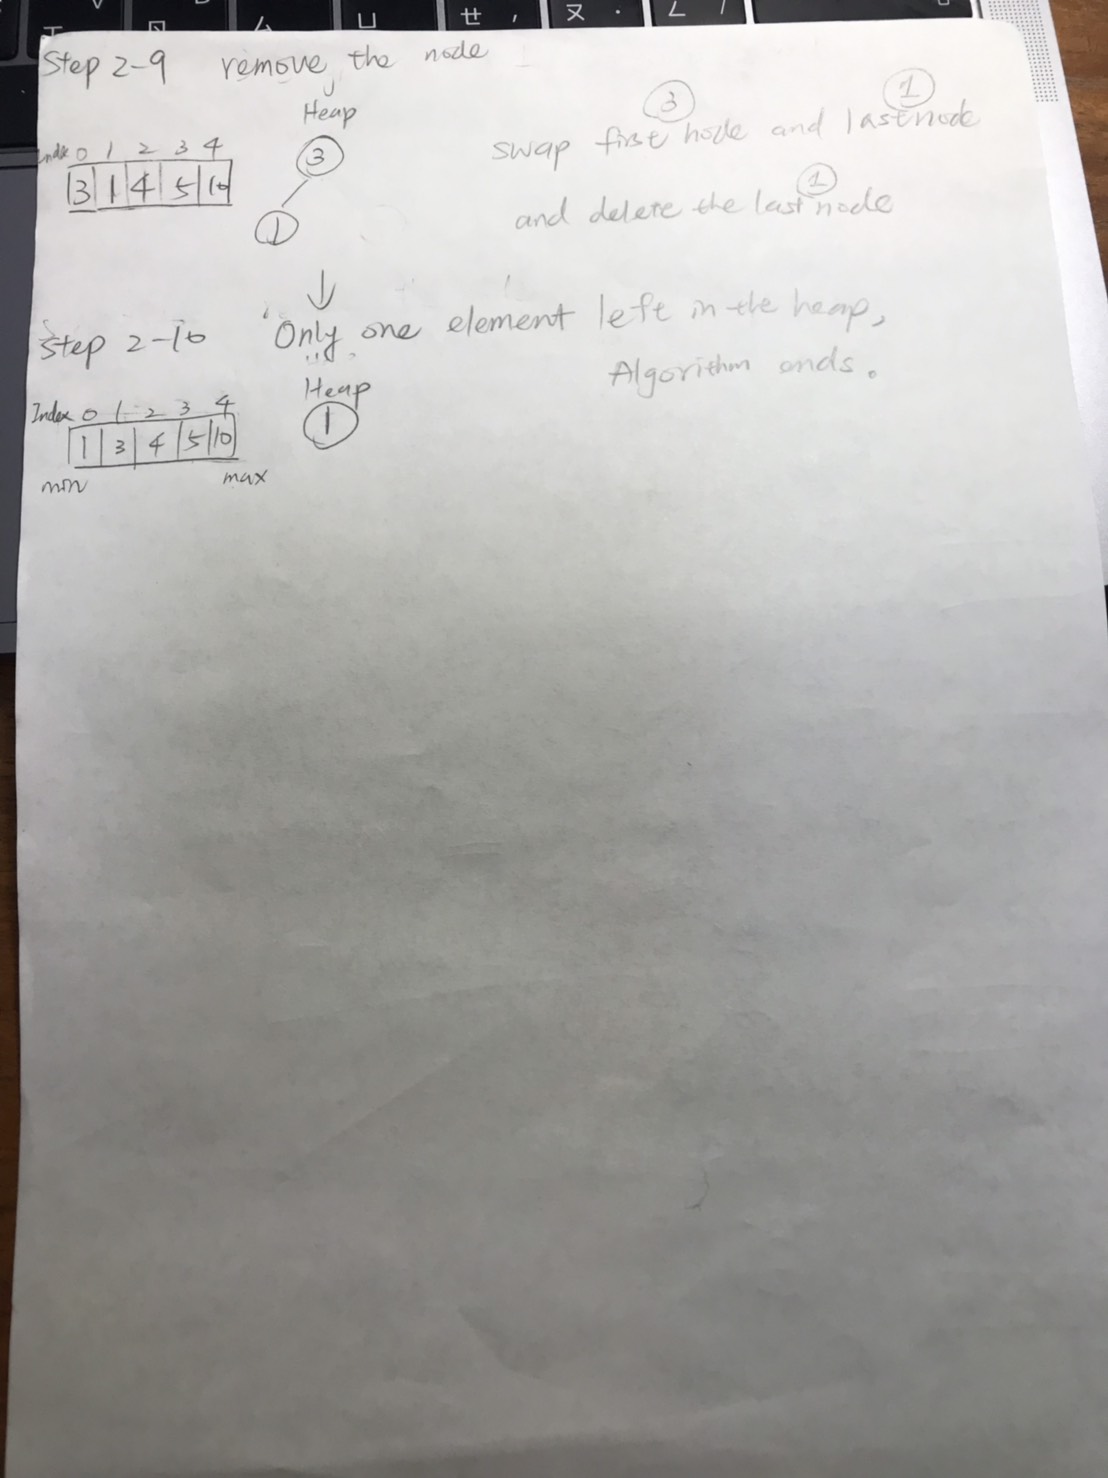 ㄙ ㄩ ㄝ , ㄡ · ㄥ /
Step 2-9 remove the node
Heap
3 1
swap first node and last node
Index 0 1 2 3 4
3 1 4 5 10
3
1
1
and delete the last node
Step 2-10 Only one element left in the heap,
Algorithm ends.
Heap
Index 0 1 2 3 4
1 3 4 5 10
1
min max